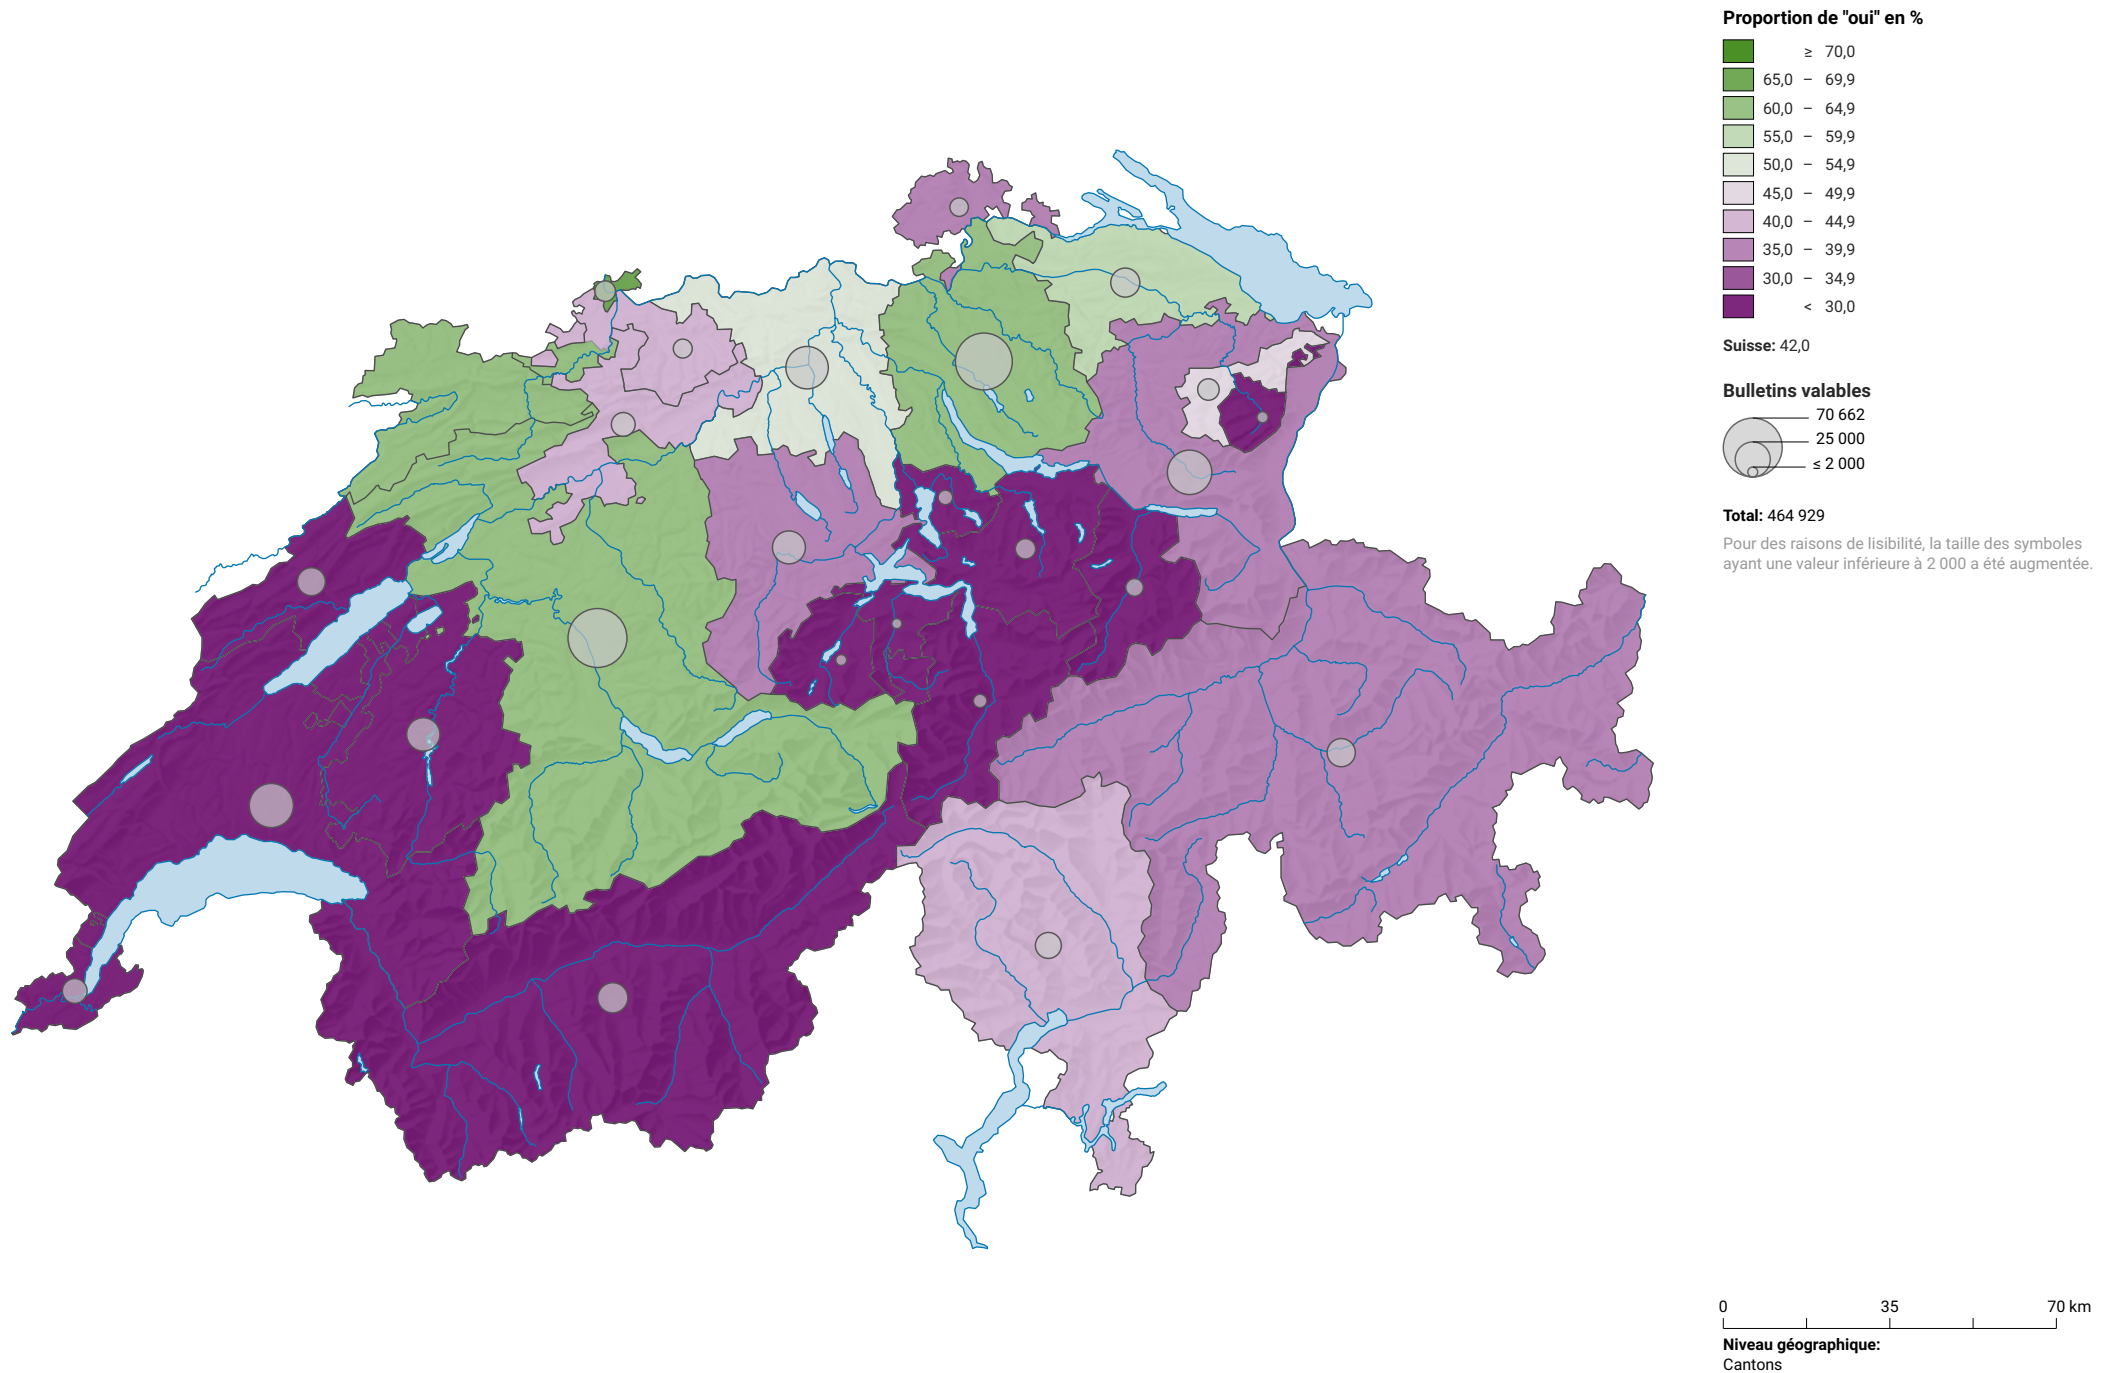 Proportion de "oui" en %
≥ 70,0
65,0 – 69,9
60,0 – 64,9
55,0 – 59,9
50,0 – 54,9
45,0 – 49,9
40,0 – 44,9
35,0 – 39,9
30,0 – 34,9
< 30,0
Suisse: 42,0
Bulletins valables
70 662
25 000
≤ 2 000
Total: 464 929
Pour des raisons de lisibilité, la taille des symboles
ayant une valeur inférieure à 2 000 a été augmentée.
0 35 70 km
Niveau géographique:
Cantons